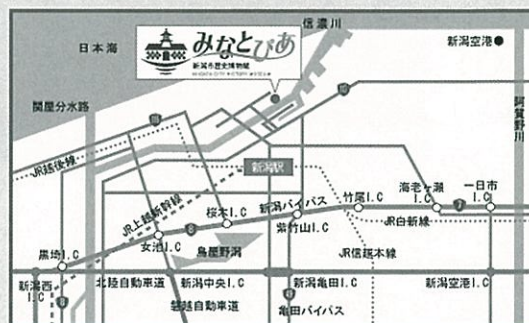 信濃川
日本海
みなとぴあ
新潟市歴史博物館
NIIGATA CITY HISTORY MUSEUM
新潟空港
関屋分水路
阿賀野川
JR越後線
新潟駅
海老ヶ瀬I.C
一日市I.C
竹尾I.C
JR上越新幹線
桜木I.C
新潟バイパス
紫竹山I.C
7
JR白新線
8
女池I.C
鳥屋野潟
JR信越本線
黒埼I.C
新潟西I.C
北陸自動車道
新潟中央I.C
新潟亀田I.C
新潟空港I.C
8
磐越自動車道
亀田バイパス